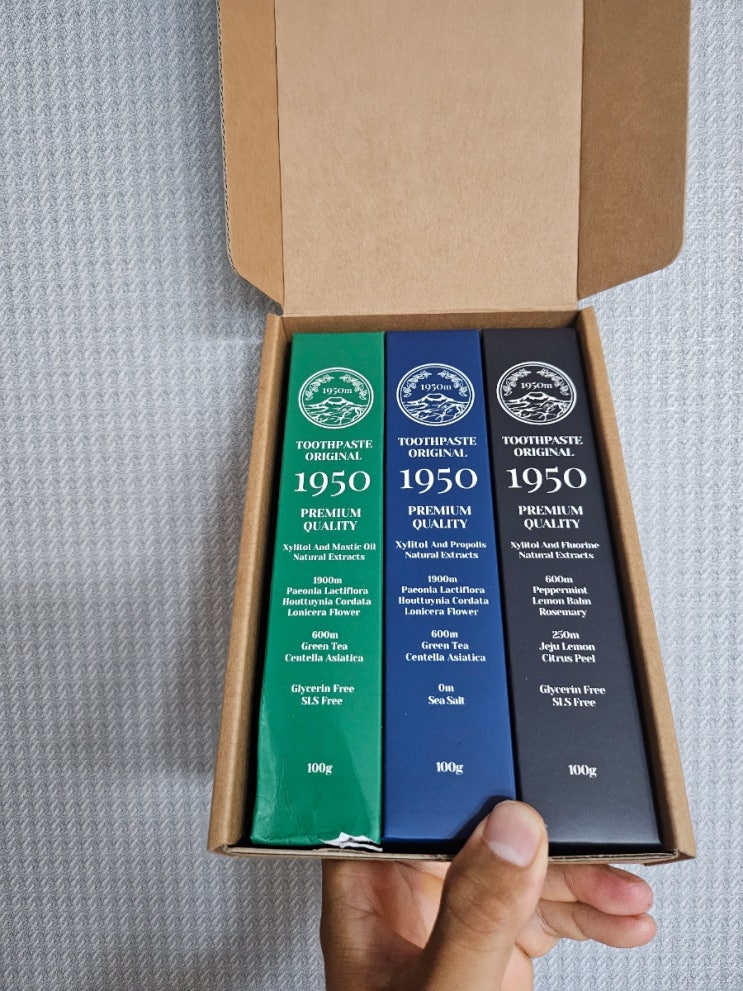 1950m
TOOTHPASTE
ORIGINAL
1950
PREMIUM
QUALITY
Xylitol And Mastic Oil
Natural Extracts
1900m
Paeonia Lactiflora
Houttuynia Cordata
Lonicera Flower
600m
Green Tea
Centella Asiatica
Glycerin Free
SLS Free
100g
1950m
TOOTHPASTE
ORIGINAL
1950
PREMIUM
QUALITY
Xylitol And Propolis
Natural Extracts
1900m
Paeonia Lactiflora
Houttuynia Cordata
Lonicera Flower
600m
Green Tea
Centella Asiatica
0m
Sea Salt
100g
1950m
TOOTHPASTE
ORIGINAL
1950
PREMIUM
QUALITY
Xylitol And Fluorine
Natural Extracts
600m
Peppermint
Lemon Balm
Rosemary
250m
Jeju Lemon
Citrus Peel
Glycerin Free
SLS Free
100g